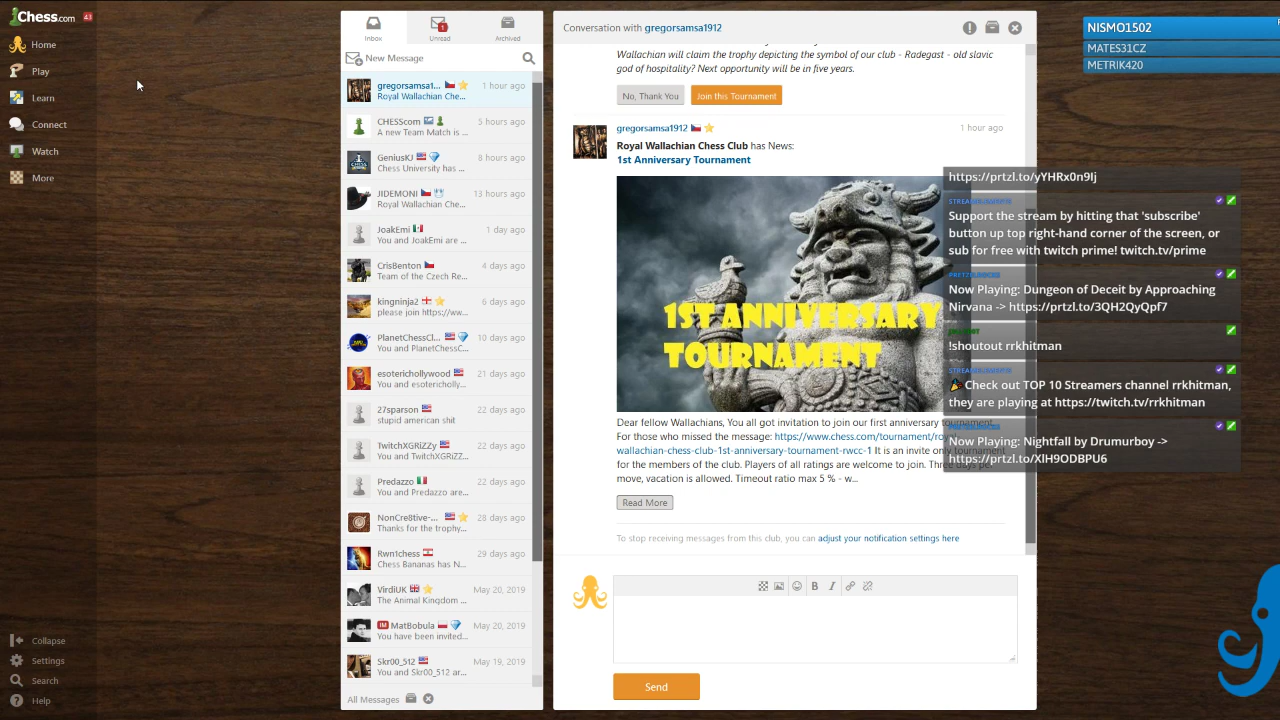 Chess.com 43
Home
Play
Learn
Connect
Watch
More
Collapse
Settings
Search
Help
Inbox
1
Unread
Archived
New Message
gregorsamsa1... 1 hour ago
Royal Wallachian Che...
CHESScom 5 hours ago
A new Team Match is ...
GeniusKJ 8 hours ago
Chess University has ...
JIDEMONI 13 hours ago
Royal Wallachian Che...
JoakEmi 1 day ago
You and JoakEmi are ...
CrisBenton 4 days ago
Team of the Czech Re...
kingninja2 6 days ago
please join https://ww...
PlanetChessCl... 10 days ago
You and PlanetChessC...
esoterichollywood 21 days ago
You and esotericholly...
27sparson 22 days ago
stupid american shit
TwitchXGRiZZy 22 days ago
You and TwitchXGRiZZ...
Predazzo 22 days ago
You and Predazzo are...
NonCre8tive-... 28 days ago
Thanks for the trophy...
Rwn1chess 29 days ago
Chess Bananas has N...
VirdiUK May 20, 2019
The Animal Kingdom ...
IM MatBobula May 20, 2019
You have been invited...
Skr00_512 May 19, 2019
You and Skr00_512 ar...
All Messages
Conversation with gregorsamsa1912
Wallachian will claim the trophy depicting the symbol of our club - Radegast - old slavic
god of hospitality? Next opportunity will be in five years.
No, Thank You
Join this Tournament
gregorsamsa1912 1 hour ago
Royal Wallachian Chess Club has News:
1st Anniversary Tournament
1ST ANNIVERSARY
TOURNAMENT
Dear fellow Wallachians, You all got invitation to join our first anniversary tournament.
For those who missed the message: https://www.chess.com/tournament/roy
wallachian-chess-club-1st-anniversary-tournament-rwcc-1 It is an invite only tournament
for the members of the club. Players of all ratings are welcome to join. Three days per
move, vacation is allowed. Timeout ratio max 5 % - w...
Read More
To stop receiving messages from this club, you can adjust your notification settings here
B I
Send
NISMO1502
MATES31CZ
METRIK420
https://prtzl.to/yYHRx0n9Ij
Support the stream by hitting that 'subscribe'
button up top right-hand corner of the screen, or
sub for free with twitch prime! twitch.tv/prime
Now Playing: Dungeon of Deceit by Approaching
Nirvana -> https://prtzl.to/JQH2QyQpf7
!shoutout rrkhitman
Check out TOP 10 Streamers channel rrkhitman,
they are playing at https://twitch.tv/rrkhitman
Now Playing: Nightfall by Drumurboy ->
https://prtzl.to/XlH9ODBPU6